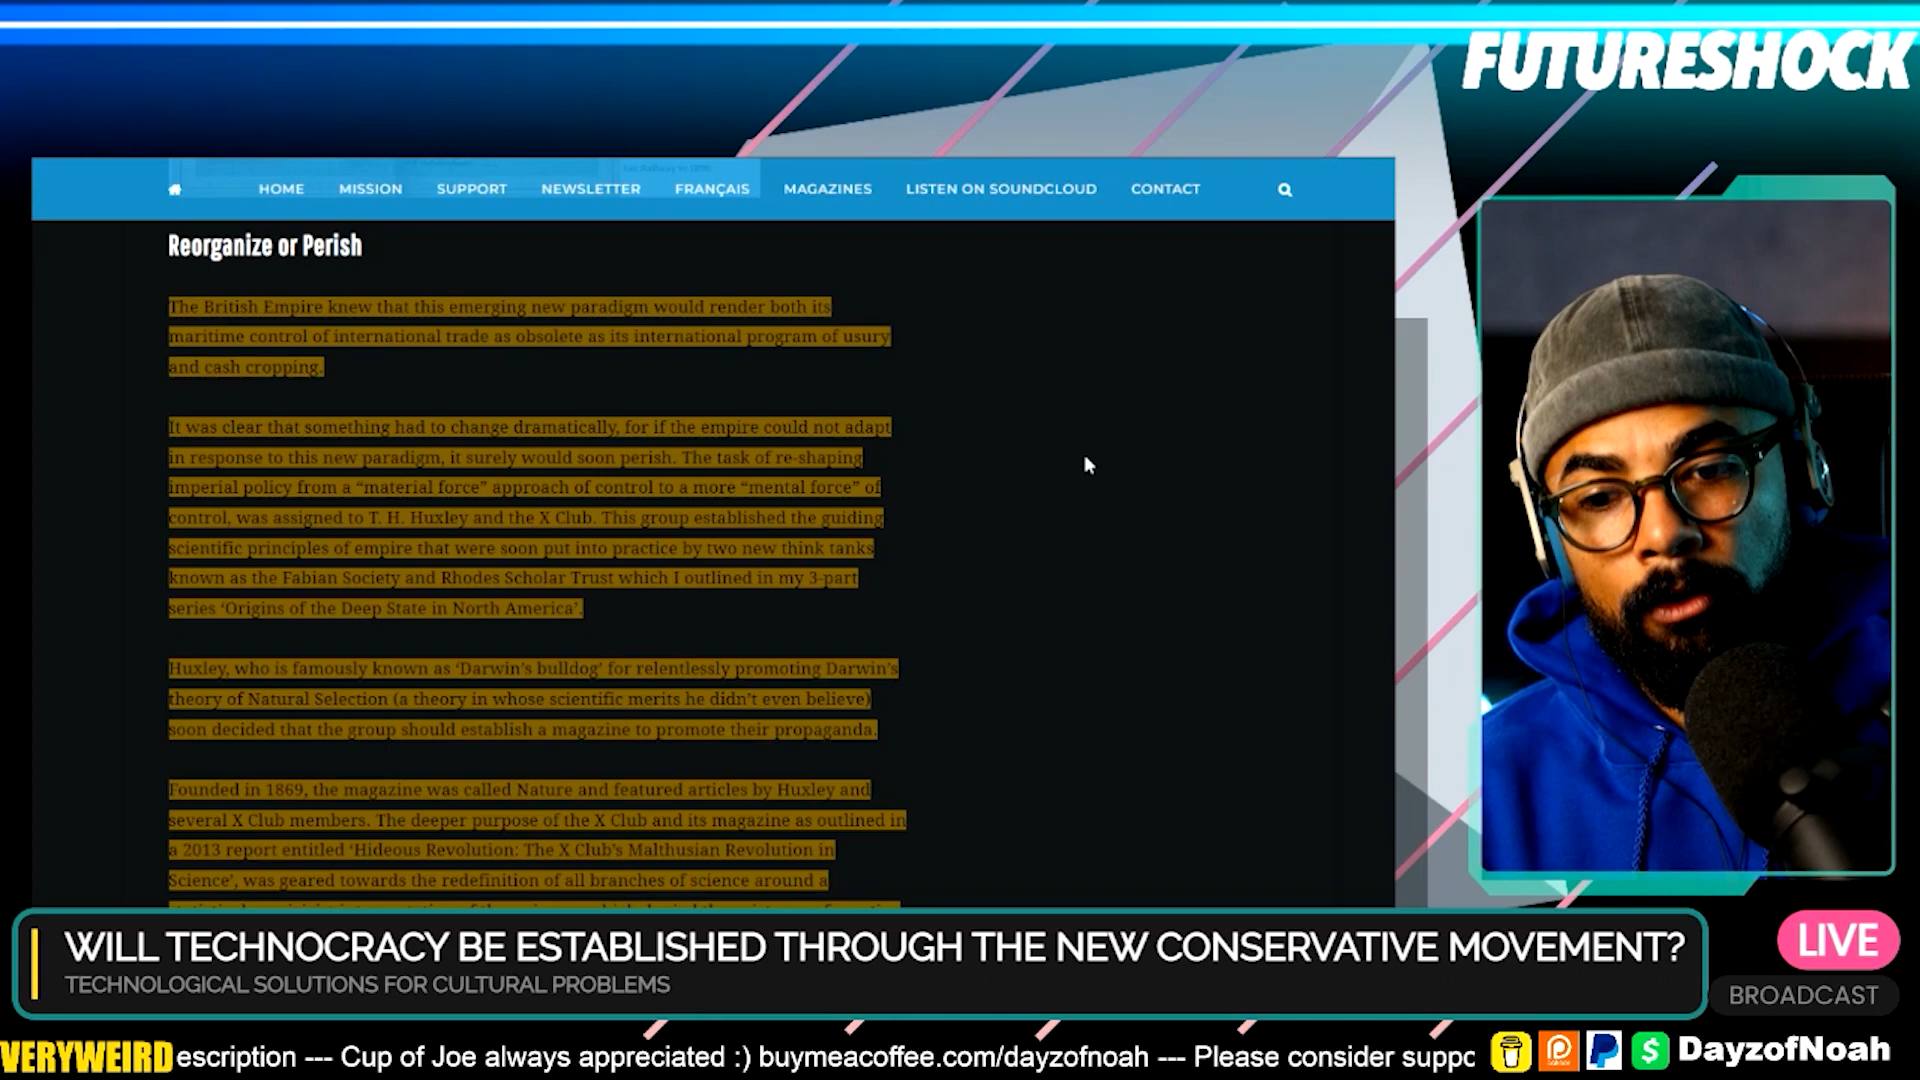 FUTURESHOCK
HOME MISSION SUPPORT NEWSLETTER FRANÇAIS MAGAZINES LISTEN ON SOUNDCLOUD CONTACT
Reorganize or Perish
The British Empire knew that this emerging new paradigm would render both its
maritime control of international trade as obsolete as its international program of usury
and cash cropping.
It was clear that something had to change dramatically, for if the empire could not adapt
in response to this new paradigm, it surely would soon perish. The task of re-shaping
imperial policy from a “material force” approach of control to a more “mental force” of
control, was assigned to T. H. Huxley and the X Club. This group established the guiding
scientific principles of empire that were soon put into practice by two new think tanks
known as the Fabian Society and Rhodes Scholar Trust which I outlined in my 3-part
series ‘Origins of the Deep State in North America’.
Huxley, who is famously known as ‘Darwin’s bulldog’ for relentlessly promoting Darwin’s
theory of Natural Selection (a theory in whose scientific merits he didn’t even believe)
soon decided that the group should establish a magazine to promote their propaganda.
Founded in 1869, the magazine was called Nature and featured articles by Huxley and
several X Club members. The deeper purpose of the X Club and its magazine as outlined in
a 2013 report entitled ‘Hideous Revolution: The X Club’s Malthusian Revolution in
Science’, was geared towards the redefinition of all branches of science around a
WILL TECHNOCRACY BE ESTABLISHED THROUGH THE NEW CONSERVATIVE MOVEMENT?
TECHNOLOGICAL SOLUTIONS FOR CULTURAL PROBLEMS
LIVE
BROADCAST
VERYWEIRD escription --- Cup of Joe always appreciated :) buymeacoffee.com/dayzofnoah --- Please consider suppo
DayzofNoah